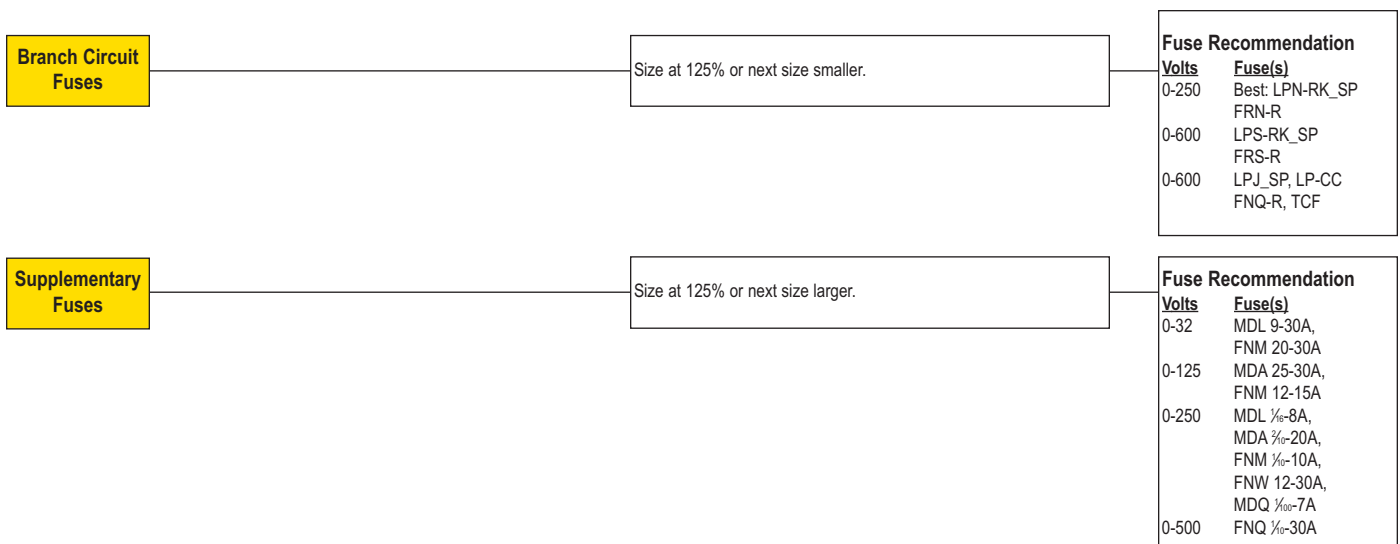 Branch Circuit
Fuses
Size at 125% or next size smaller.
Fuse Recommendation
Volts Fuse(s)
0-250 Best: LPN-RK_SP
FRN-R
0-600 LPS-RK_SP
FRS-R
0-600 LPJ_SP, LP-CC
FNQ-R, TCF
Supplementary
Fuses
Size at 125% or next size larger.
Fuse Recommendation
Volts Fuse(s)
0-32 MDL 9-30A,
FNM 20-30A
0-125 MDA 25-30A,
FNM 12-15A
0-250 MDL 1⁄16-8A,
MDA 2⁄10-20A,
FNM 1⁄10-10A,
FNW 12-30A,
MDQ 1⁄100-7A
0-500 FNQ 1⁄10-30A